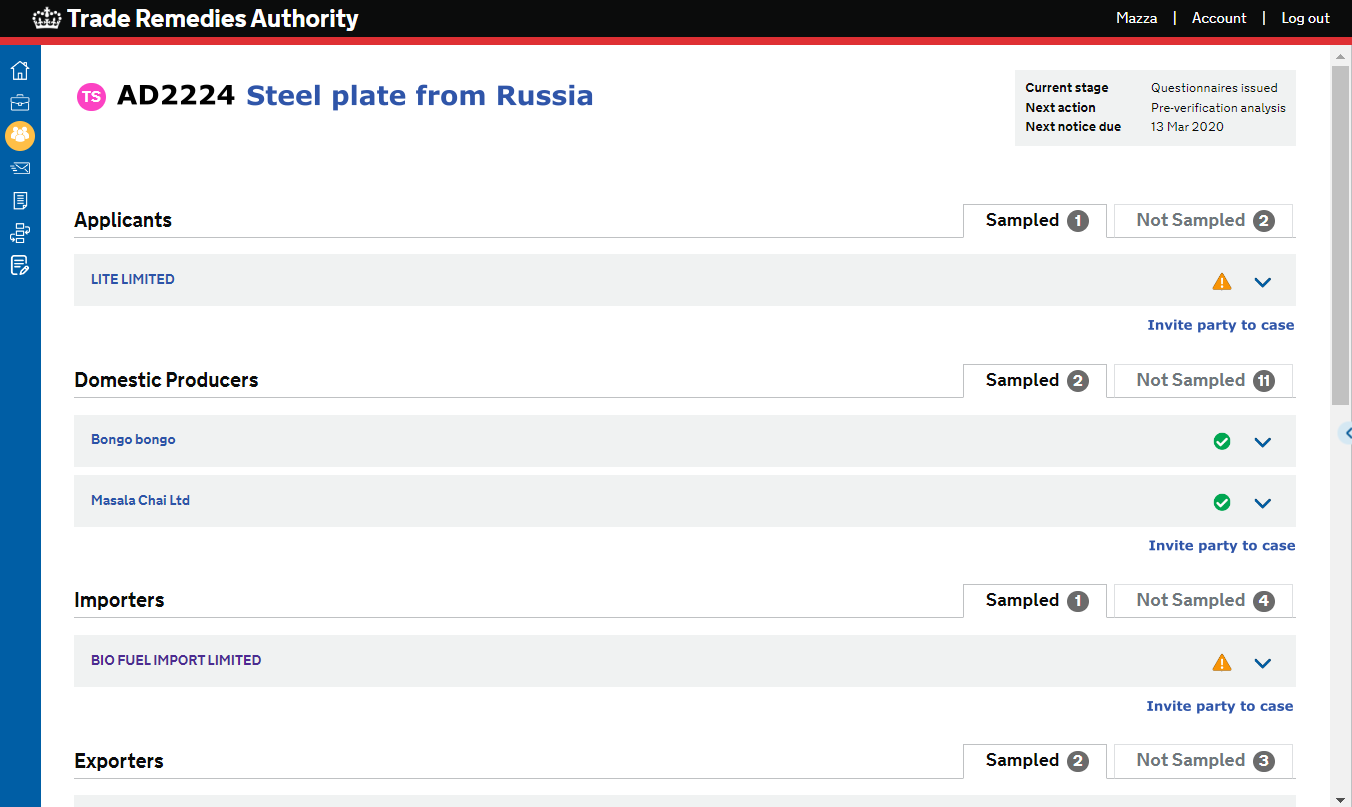 Trade Remedies Authority
Mazza | Account | Log out
TS AD2224 Steel plate from Russia
Current stage Questionnaires issued
Next action Pre-verification analysis
Next notice due 13 Mar 2020
Applicants Sampled 1 Not Sampled 2
LITE LIMITED
Invite party to case
Domestic Producers Sampled 2 Not Sampled 11
Bongo bongo
Masala Chai Ltd
Invite party to case
Importers Sampled 1 Not Sampled 4
BIO FUEL IMPORT LIMITED
Invite party to case
Exporters Sampled 2 Not Sampled 3